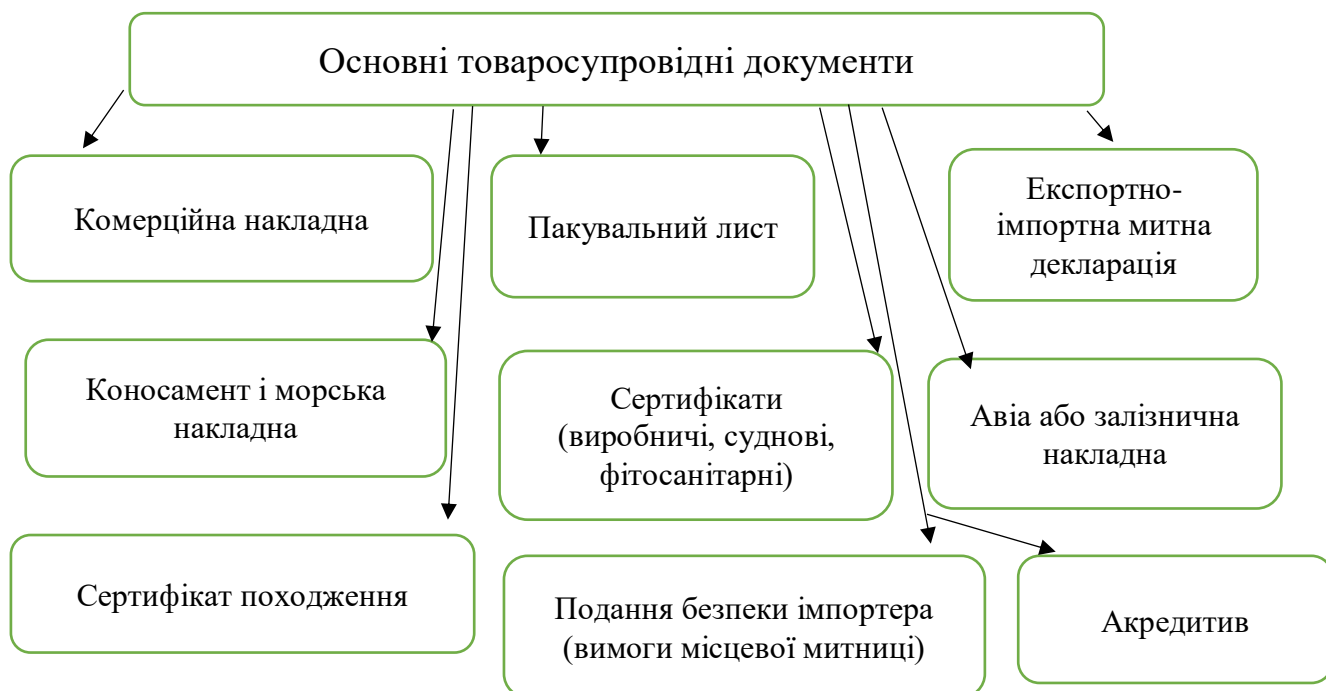 Основні товаросупровідні документи
Комерційна накладна
Пакувальний лист
Експортно-
імпортна митна
декларація
Коносамент і морська
накладна
Сертифікати
(виробничі, суднові,
фітосанітарні)
Авіа або залізнична
накладна
Сертифікат походження
Подання безпеки імпортера
(вимоги місцевої митниці)
Акредитив